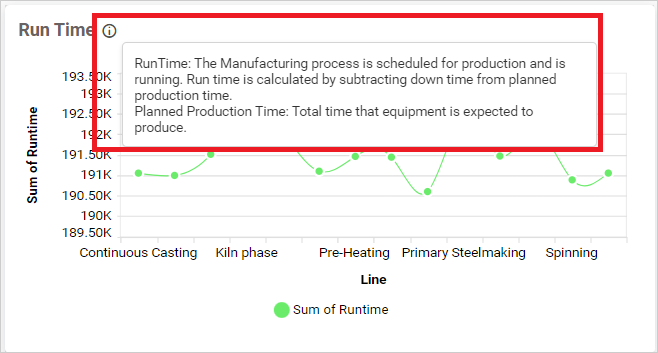 Run Time
RunTime: The Manufacturing process is scheduled for production and is
running. Run time is calculated by subtracting down time from planned
production time.
Planned Production Time: Total time that equipment is expected to
produce.
193.50K
193K
192.50K
192K
191.50K
191K
190.50K
190K
189.50K
Sum of Runtime
Continuous Casting Kiln phase Pre-Heating Primary Steelmaking Spinning
Line
Sum of Runtime